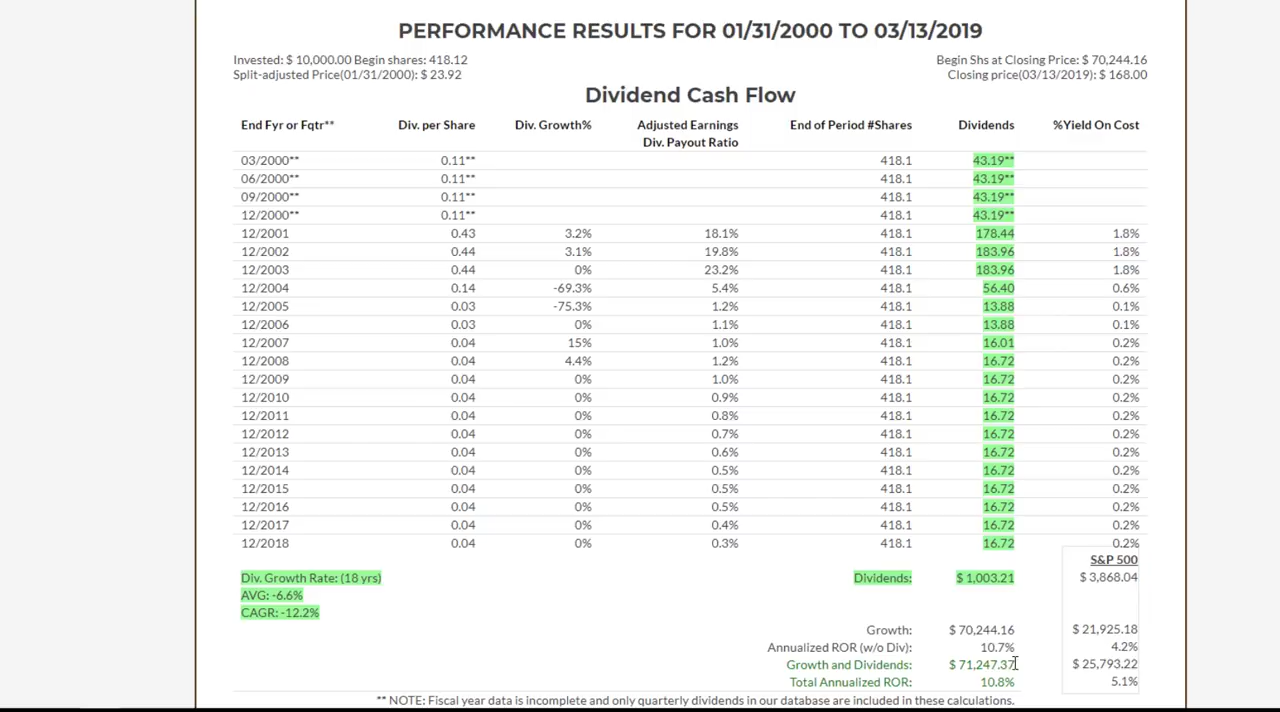 PERFORMANCE RESULTS FOR 01/31/2000 TO 03/13/2019
Invested: $ 10,000.00 Begin shares: 418.12 Begin Shs at Closing Price: $ 70,244.16
Split-adjusted Price(01/31/2000): $ 23.92 Closing price(03/13/2019): $ 168.00
Dividend Cash Flow
End Fyr or Fqtr** Div. per Share Div. Growth% Adjusted Earnings End of Period #Shares Dividends %Yield On Cost
Div. Payout Ratio
03/2000** 0.11** 418.1 43.19**
06/2000** 0.11** 418.1 43.19**
09/2000** 0.11** 418.1 43.19**
12/2000** 0.11** 418.1 43.19**
12/2001 0.43 3.2% 18.1% 418.1 178.44 1.8%
12/2002 0.44 3.1% 19.8% 418.1 183.96 1.8%
12/2003 0.44 0% 23.2% 418.1 183.96 1.8%
12/2004 0.14 -69.3% 5.4% 418.1 56.40 0.6%
12/2005 0.03 -75.3% 1.2% 418.1 13.88 0.1%
12/2006 0.03 0% 1.1% 418.1 13.88 0.1%
12/2007 0.04 15% 1.0% 418.1 16.01 0.2%
12/2008 0.04 4.4% 1.2% 418.1 16.72 0.2%
12/2009 0.04 0% 1.0% 418.1 16.72 0.2%
12/2010 0.04 0% 0.9% 418.1 16.72 0.2%
12/2011 0.04 0% 0.8% 418.1 16.72 0.2%
12/2012 0.04 0% 0.7% 418.1 16.72 0.2%
12/2013 0.04 0% 0.6% 418.1 16.72 0.2%
12/2014 0.04 0% 0.5% 418.1 16.72 0.2%
12/2015 0.04 0% 0.5% 418.1 16.72 0.2%
12/2016 0.04 0% 0.5% 418.1 16.72 0.2%
12/2017 0.04 0% 0.4% 418.1 16.72 0.2%
12/2018 0.04 0% 0.3% 418.1 16.72 0.2%
S&P 500
Div. Growth Rate: (18 yrs) Dividends: $ 1,003.21 $ 3,868.04
AVG: -6.6%
CAGR: -12.2%
Growth: $ 70,244.16 $ 21,925.18
Annualized ROR (w/o Div): 10.7% 4.2%
Growth and Dividends: $ 71,247.37 $ 25,793.22
Total Annualized ROR: 10.8% 5.1%
** NOTE: Fiscal year data is incomplete and only quarterly dividends in our database are included in these calculations.